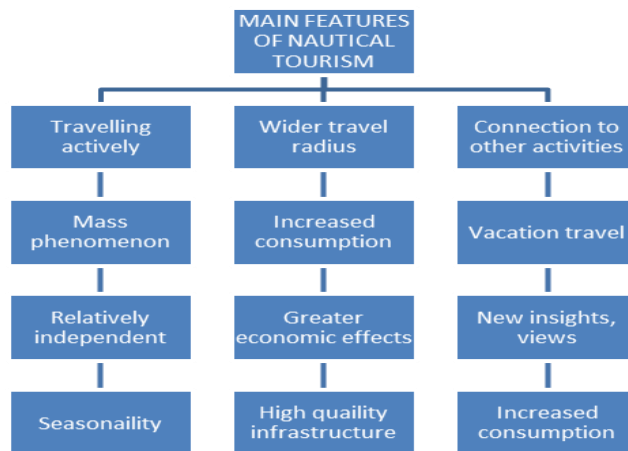 MAIN FEATURES
OF NAUTICAL
TOURISM
Travelling
actively
Wider travel
radius
Connection to
other activities
Mass
phenomenon
Increased
consumption
Vacation travel
Relatively
independent
Greater
economic effects
New insights,
views
Seasonaility
High quaility
infrastructure
Increased
consumption